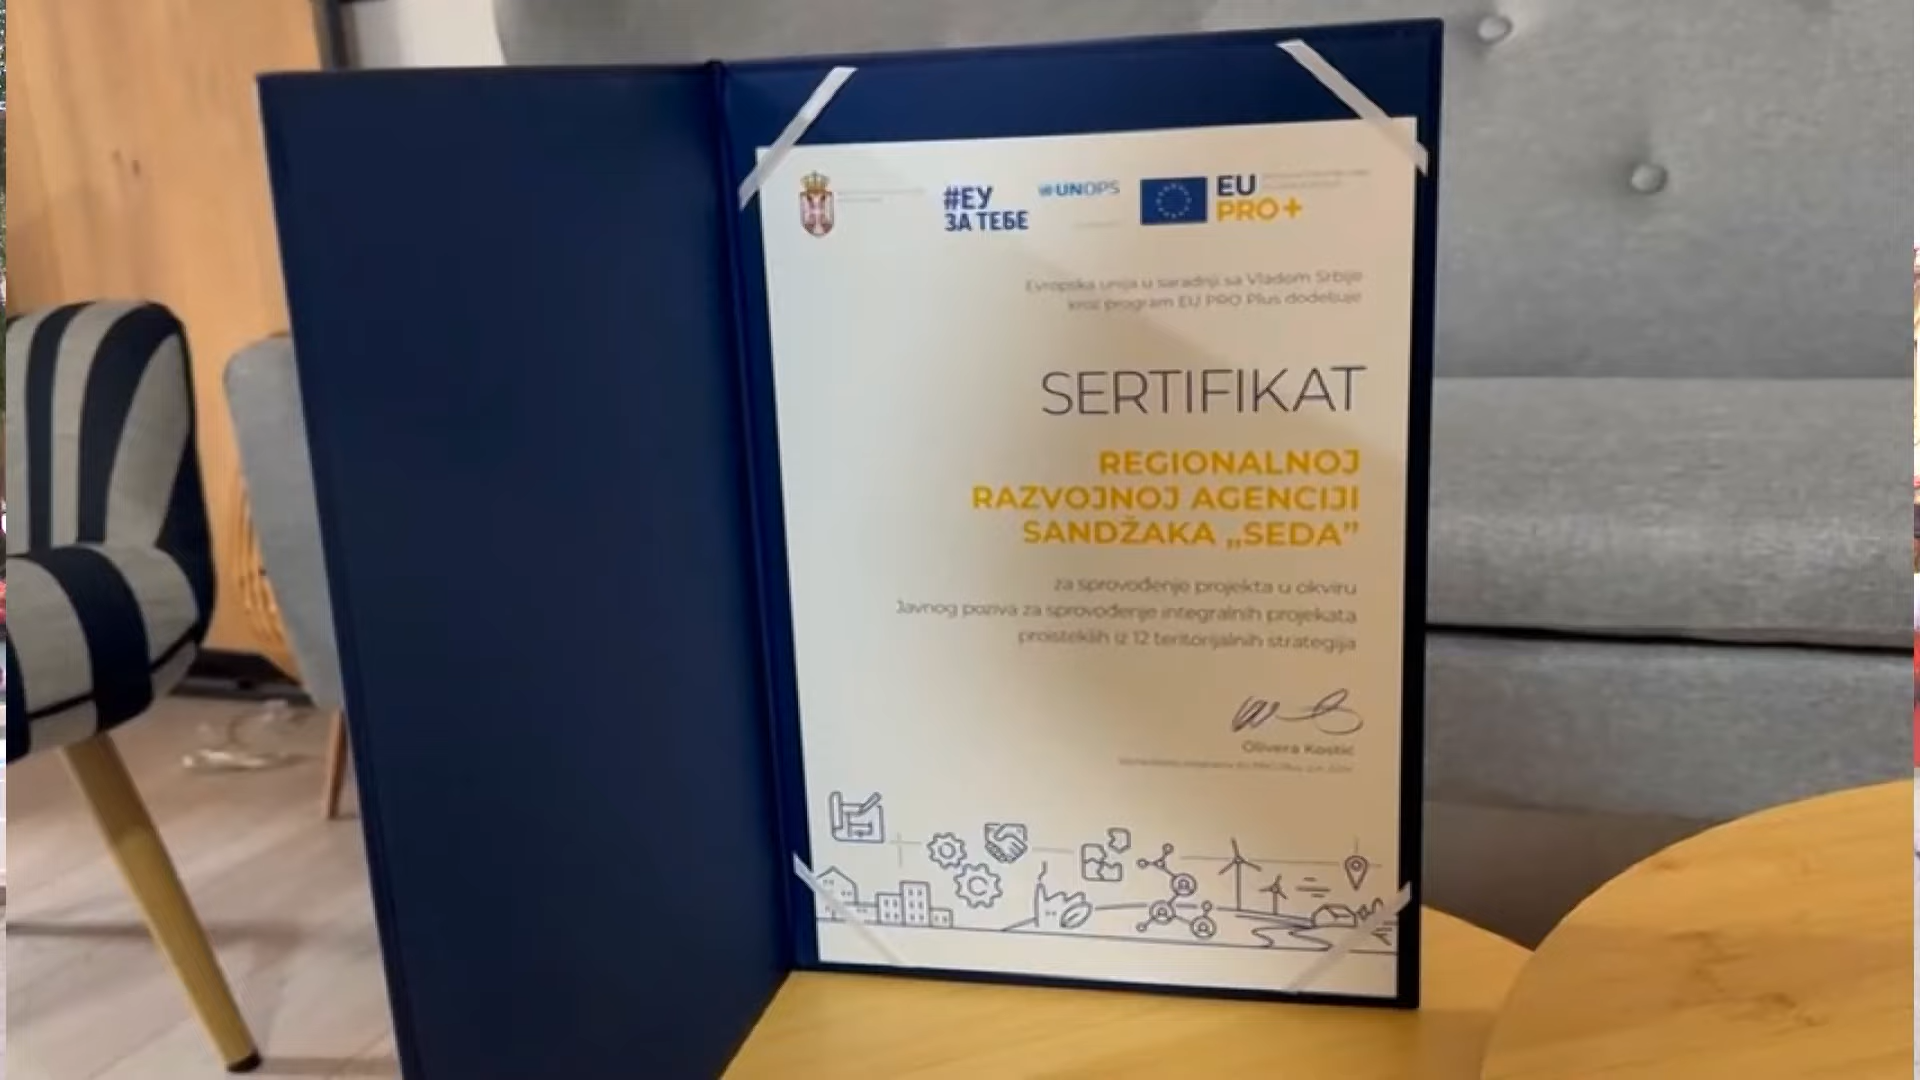 #ЕУ
ЗА ТЕБЕ
UNOPS
EU
PRO+
Evropska unija u saradnji sa Vladom Srbije
kroz program EU PRO Plus dodeljuje
SERTIFIKAT
REGIONALNOJ
RAZVOJNOJ AGENCIJI
SANDŽAKA „SEDA”
za sprovođenje projekta u okviru
Javnog poziva za sprovođenje integralnih projekata
proisteklih iz 12 teritorijalnih strategija
Olivera Kostić